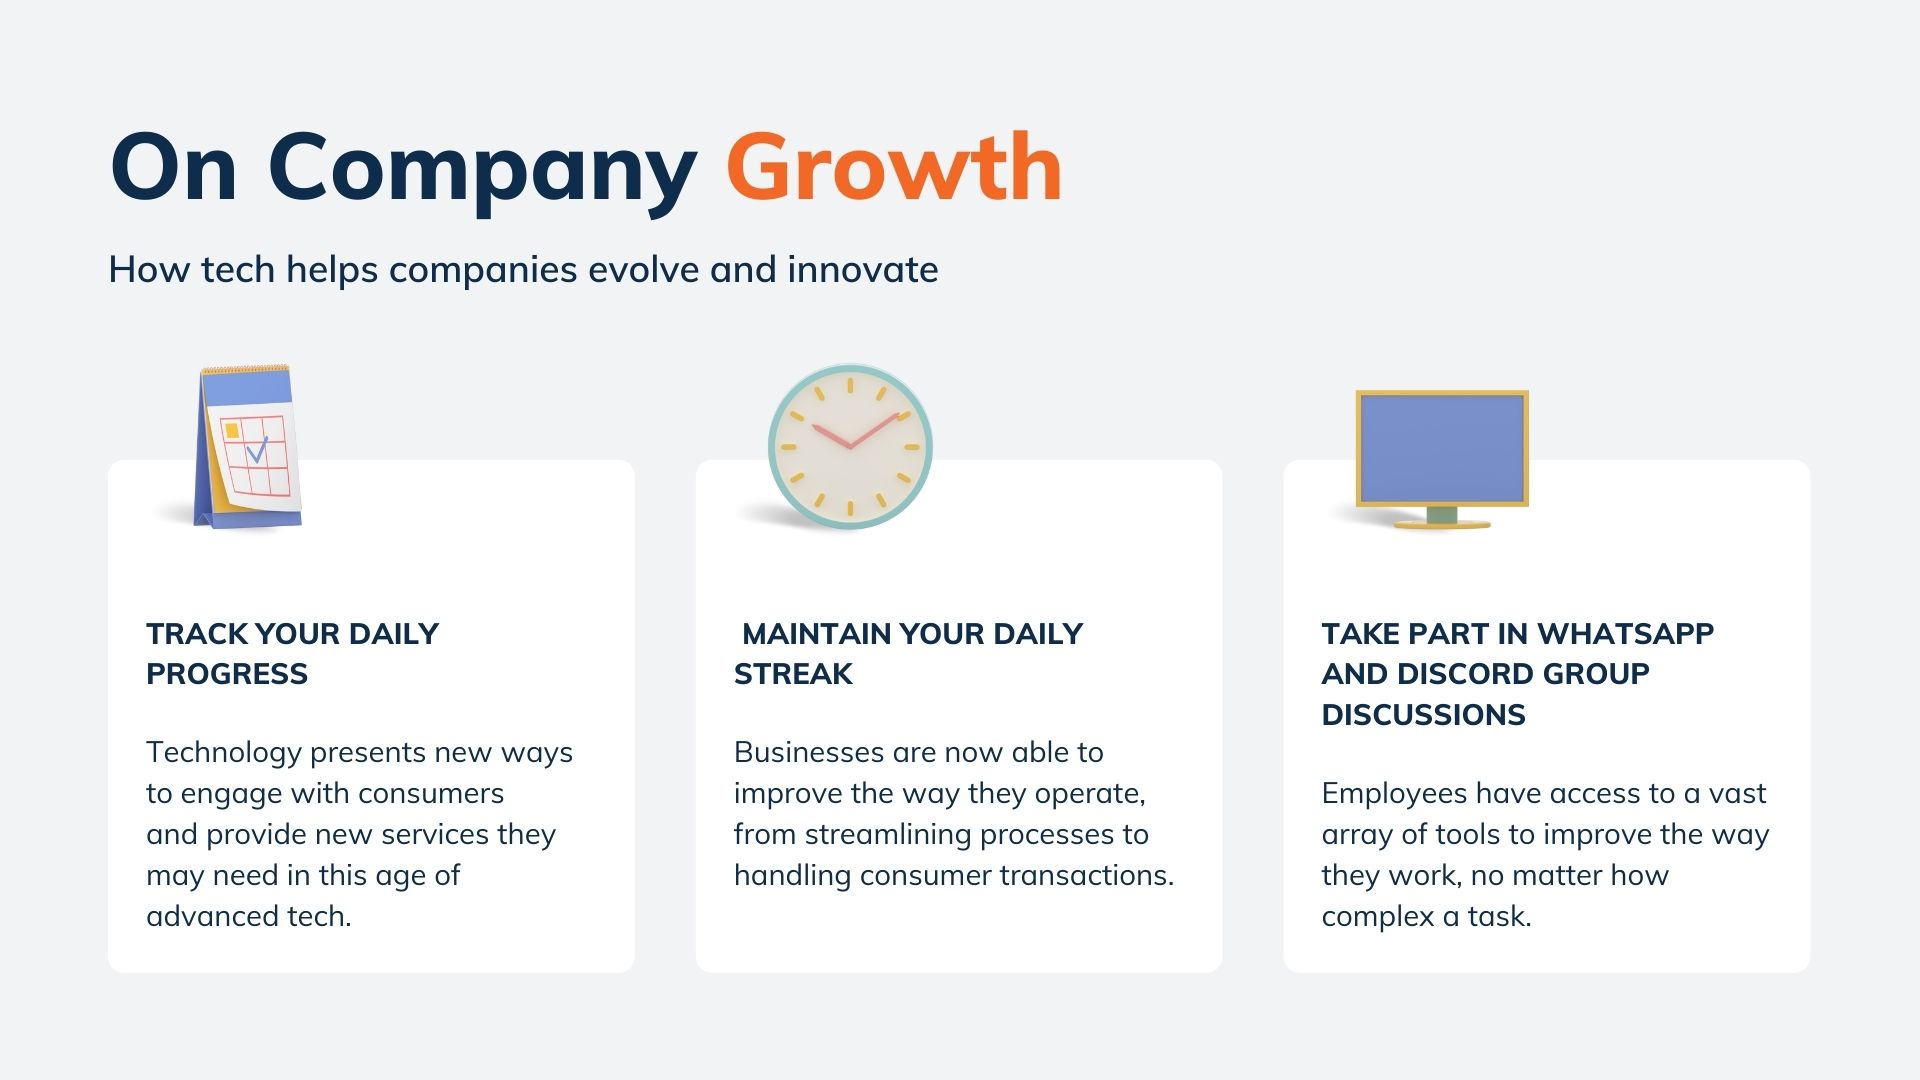 On Company Growth
How tech helps companies evolve and innovate
TRACK YOUR DAILY
PROGRESS
Technology presents new ways
to engage with consumers
and provide new services they
may need in this age of
advanced tech.
MAINTAIN YOUR DAILY
STREAK
Businesses are now able to
improve the way they operate,
from streamlining processes to
handling consumer transactions.
TAKE PART IN WHATSAPP
AND DISCORD GROUP
DISCUSSIONS
Employees have access to a vast
array of tools to improve the way
they work, no matter how
complex a task.